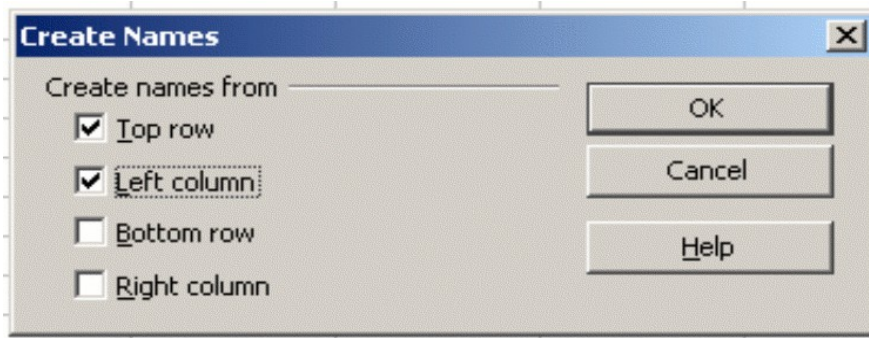 Create Names
Create names from
Top row
Left column
Bottom row
Right column
OK
Cancel
Help